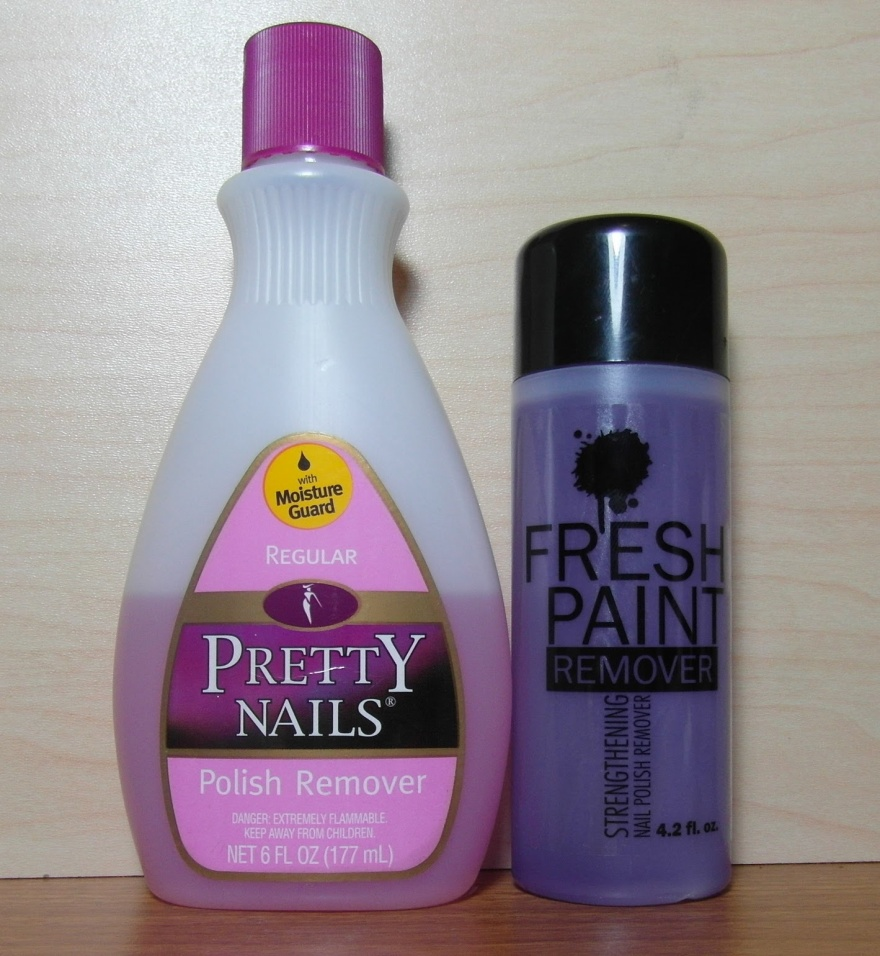 with
Moisture
Guard
REGULAR
PRETTY
NAILS®
Polish Remover
DANGER: EXTREMELY FLAMMABLE.
KEEP AWAY FROM CHILDREN.
NET 6 FL OZ (177 mL)
FRESH
PAINT
REMOVER
STRENGTHENING
NAIL POLISH REMOVER
4.2 fl. oz.